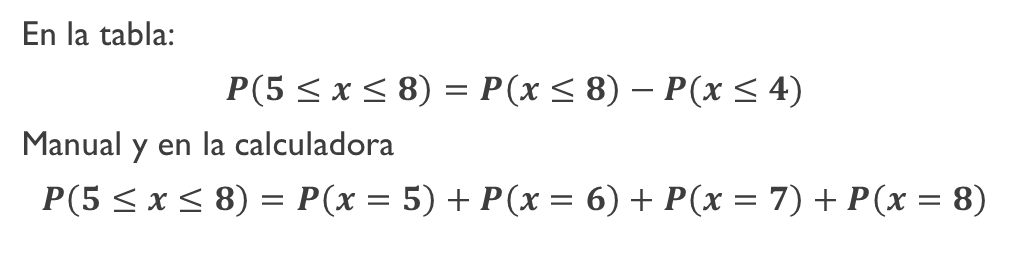 En la tabla:
P(5 ≤ x ≤ 8) = P(x ≤ 8) − P(x ≤ 4)
Manual y en la calculadora
P(5 ≤ x ≤ 8) = P(x = 5) + P(x = 6) + P(x = 7) + P(x = 8)